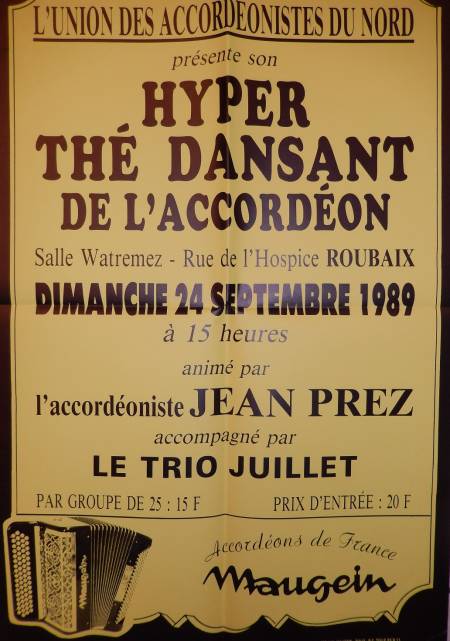 L'UNION DES ACCORDÉONISTES DU NORD
présente son
HYPER
THÉ DANSANT
DE L'ACCORDÉON
Salle Watremez - Rue de l'Hospice ROUBAIX
DIMANCHE 24 SEPTEMBRE 1989
à 15 heures
animé par
l'accordéoniste JEAN PREZ
accompagné par
LE TRIO JUILLET
PAR GROUPE DE 25 : 15 F PRIX D'ENTRÉE : 20 F
Accordéons de France
Maugein
Maugein